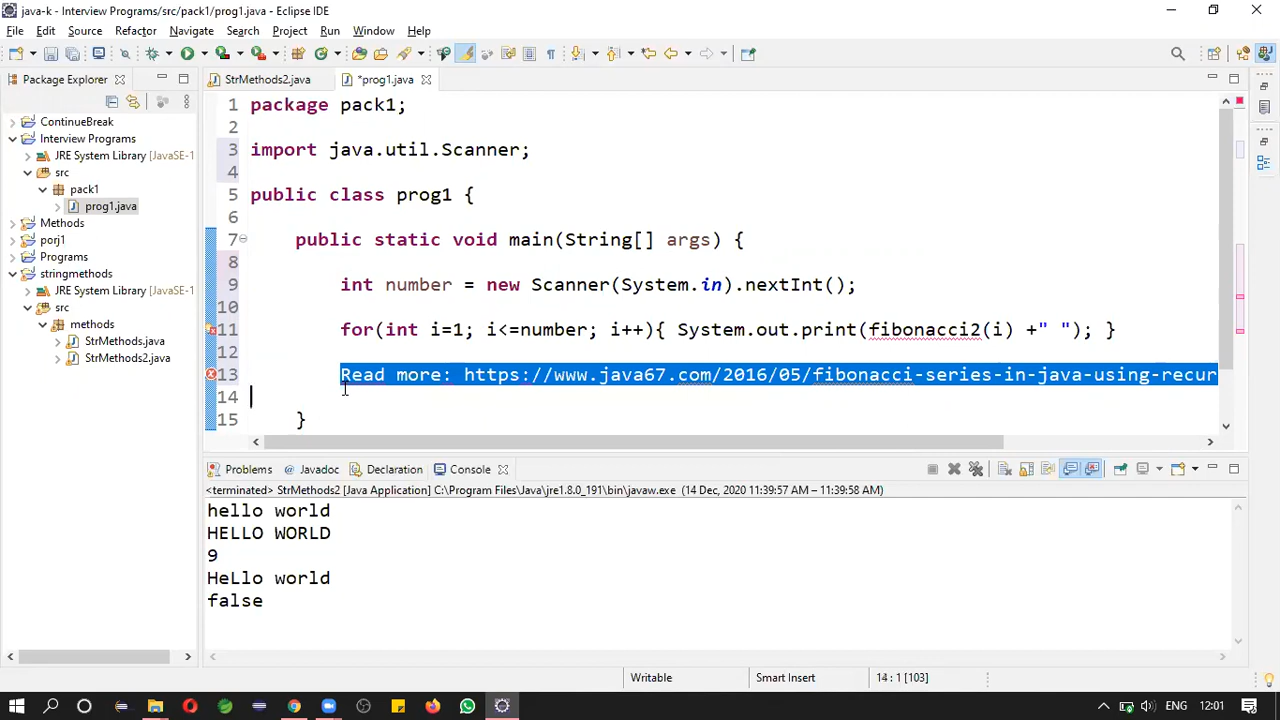 java-k - Interview Programs/src/pack1/prog1.java - Eclipse IDE
File Edit Source Refactor Navigate Search Project Run Window Help
Package Explorer
StrMethods2.java
*prog1.java
ContinueBreak
Interview Programs
JRE System Library [JavaSE-1
src
pack1
prog1.java
Methods
porj1
Programs
stringmethods
JRE System Library [JavaSE-1
src
methods
StrMethods.java
StrMethods2.java
1 package pack1;
2
3 import java.util.Scanner;
4
5 public class prog1 {
6
7 public static void main(String[] args) {
8
9 int number = new Scanner(System.in).nextInt();
10
11 for(int i=1; i<=number; i++){ System.out.print(fibonacci2(i) +" "); }
12
13 Read more: https://www.java67.com/2016/05/fibonacci-series-in-java-using-recur
14
15 }
Problems Javadoc Declaration Console
<terminated> StrMethods2 [Java Application] C:\Program Files\Java\jre1.8.0_191\bin\javaw.exe (14 Dec, 2020 11:39:57 AM – 11:39:58 AM)
hello world
HELLO WORLD
9
HeLlo world
false
Writable Smart Insert 14 : 1 [103]
ENG 12:01